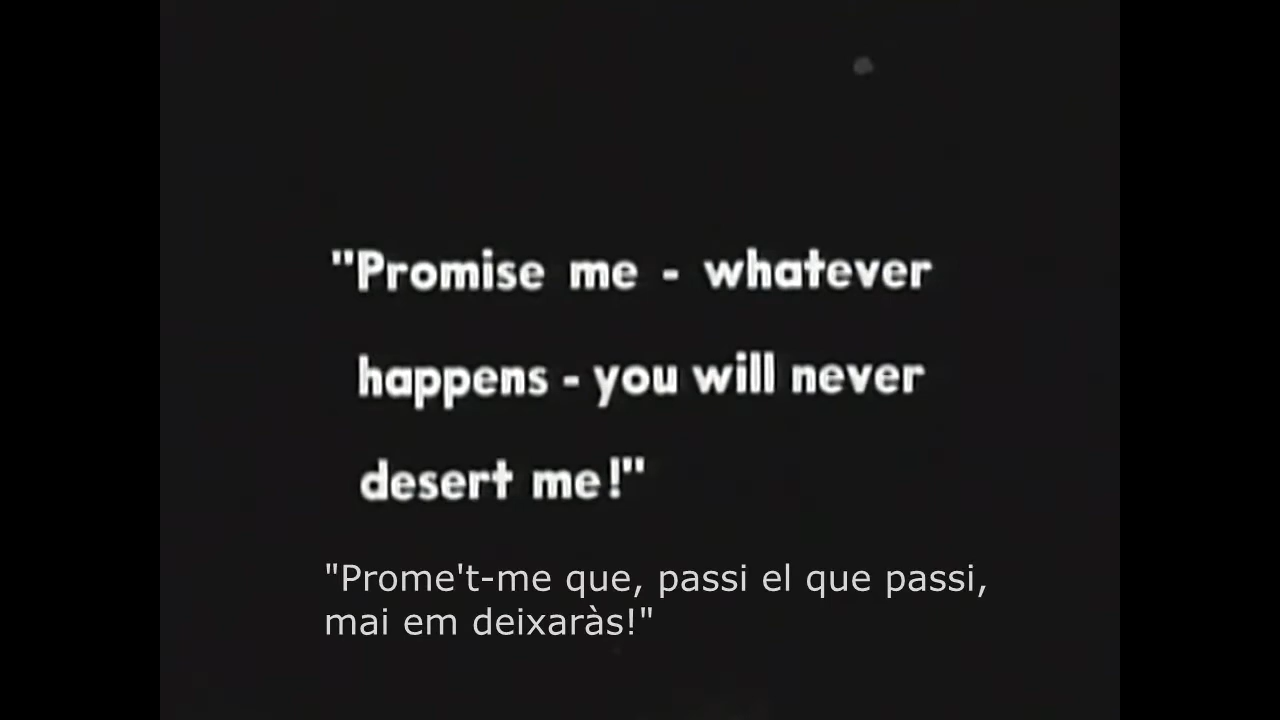 "Promise me - whatever
happens - you will never
desert me!"
"Prome't-me que, passi el que passi,
mai em deixaràs!"